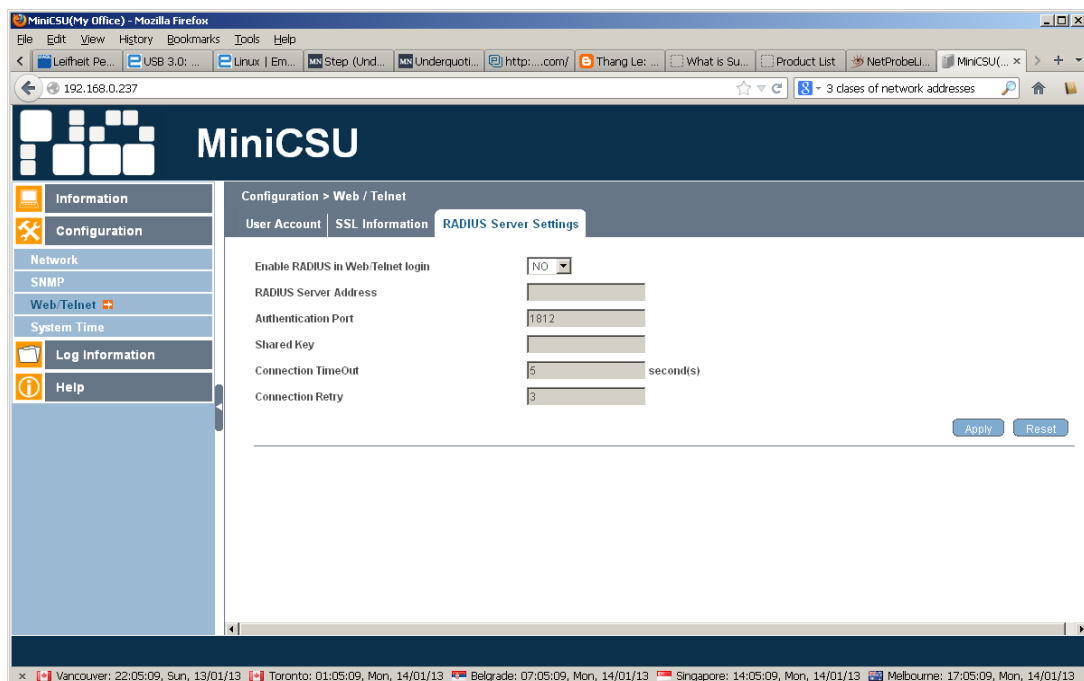 MiniCSU(My Office) - Mozilla Firefox
File Edit View History Bookmarks Tools Help
Leifheit Pe... USB 3.0: ... Linux | Em... MN Step (Und... MN Underquoti... http:....com/ Thang Le: ... What is Su... Product List NetProbeLi... MiniCSU(... ×
192.168.0.237 8 3 clases of network addresses
MiniCSU
Information
Configuration
Network
SNMP
Web/Telnet
System Time
Log Information
Help
Configuration > Web / Telnet
User Account SSL Information RADIUS Server Settings
Enable RADIUS in Web/Telnet login NO
RADIUS Server Address
Authentication Port 1812
Shared Key
Connection TimeOut 5 second(s)
Connection Retry 3
Apply Reset
× Vancouver: 22:05:09, Sun, 13/01/13 Toronto: 01:05:09, Mon, 14/01/13 Belgrade: 07:05:09, Mon, 14/01/13 Singapore: 14:05:09, Mon, 14/01/13 Melbourne: 17:05:09, Mon, 14/01/13